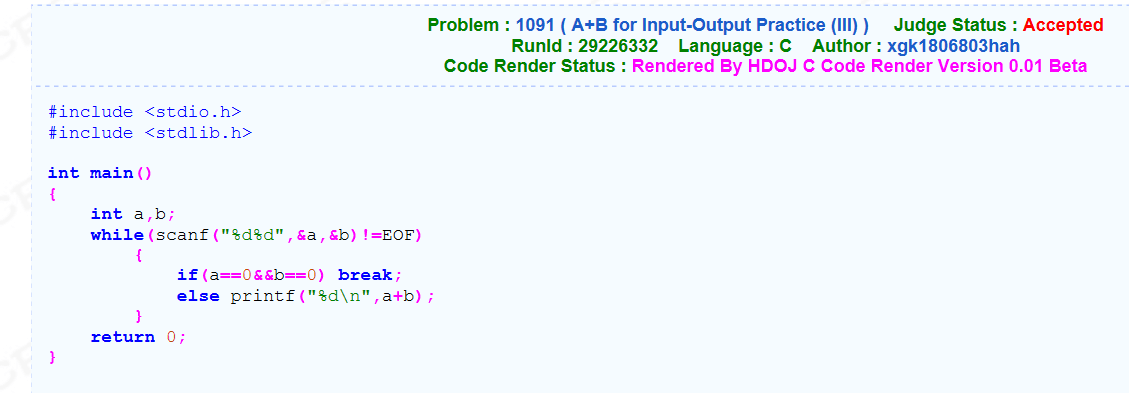 Problem : 1091 ( A+B for Input-Output Practice (III) )     Judge Status : Accepted
RunId : 29226332    Language : C    Author : xgk1806803hah
Code Render Status : Rendered By HDOJ C Code Render Version 0.01 Beta
#include <stdio.h>
#include <stdlib.h>
int main()
{
    int a,b;
    while(scanf("%d%d",&a,&b)!=EOF)
        {
            if(a==0&&b==0) break;
            else printf("%d\n",a+b);
        }
    return 0;
}